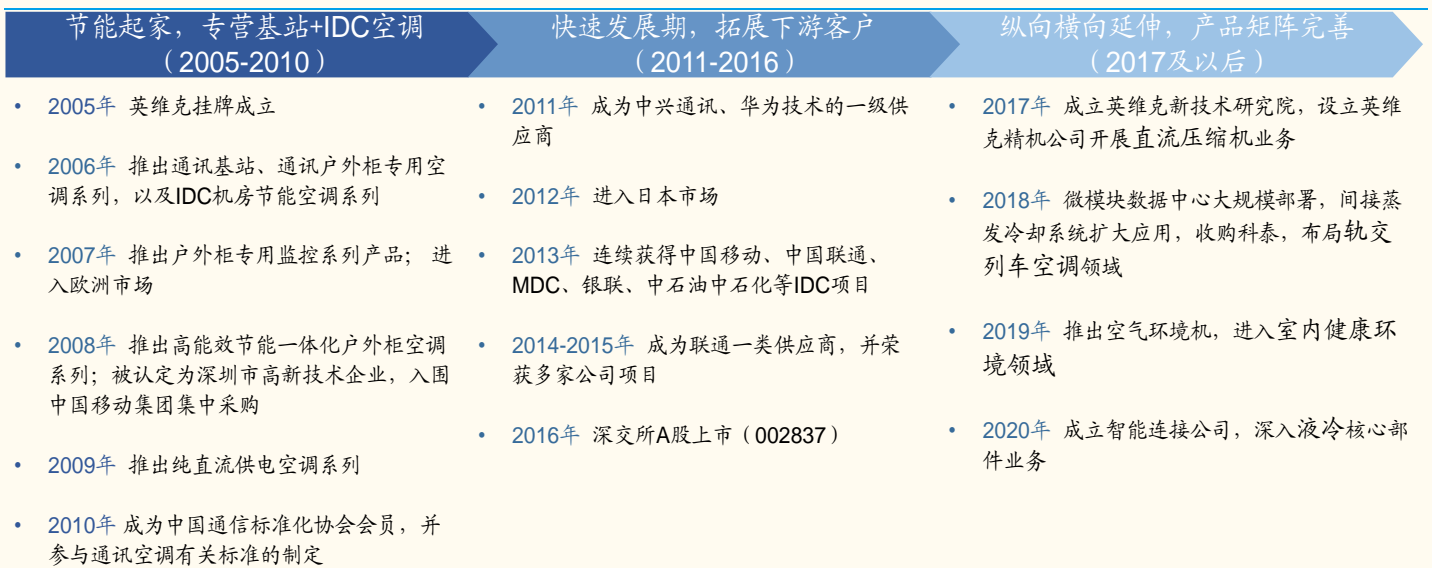 节能起家，专营基站+IDC空调
（2005-2010）
• 2005年 英维克挂牌成立
• 2006年 推出通讯基站、通讯户外柜专用空
调系列，以及IDC机房节能空调系列
• 2007年 推出户外柜专用监控系列产品； 进
入欧洲市场
• 2008年 推出高能效节能一体化户外柜空调
系列；被认定为深圳市高新技术企业，入围
中国移动集团集中采购
• 2009年 推出纯直流供电空调系列
• 2010年 成为中国通信标准化协会会员，并
参与通讯空调有关标准的制定
快速发展期，拓展下游客户
（2011-2016）
• 2011年 成为中兴通讯、华为技术的一级供
应商
• 2012年 进入日本市场
• 2013年 连续获得中国移动、中国联通、
MDC、银联、中石油中石化等IDC项目
• 2014-2015年 成为联通一类供应商，并荣
获多家公司项目
• 2016年 深交所A股上市（002837）
纵向横向延伸，产品矩阵完善
（2017及以后）
• 2017年 成立英维克新技术研究院，设立英维
克精机公司开展直流压缩机业务
• 2018年 微模块数据中心大规模部署，间接蒸
发冷却系统扩大应用，收购科泰，布局轨交
列车空调领域
• 2019年 推出空气环境机，进入室内健康环
境领域
• 2020年 成立智能连接公司，深入液冷核心部
件业务